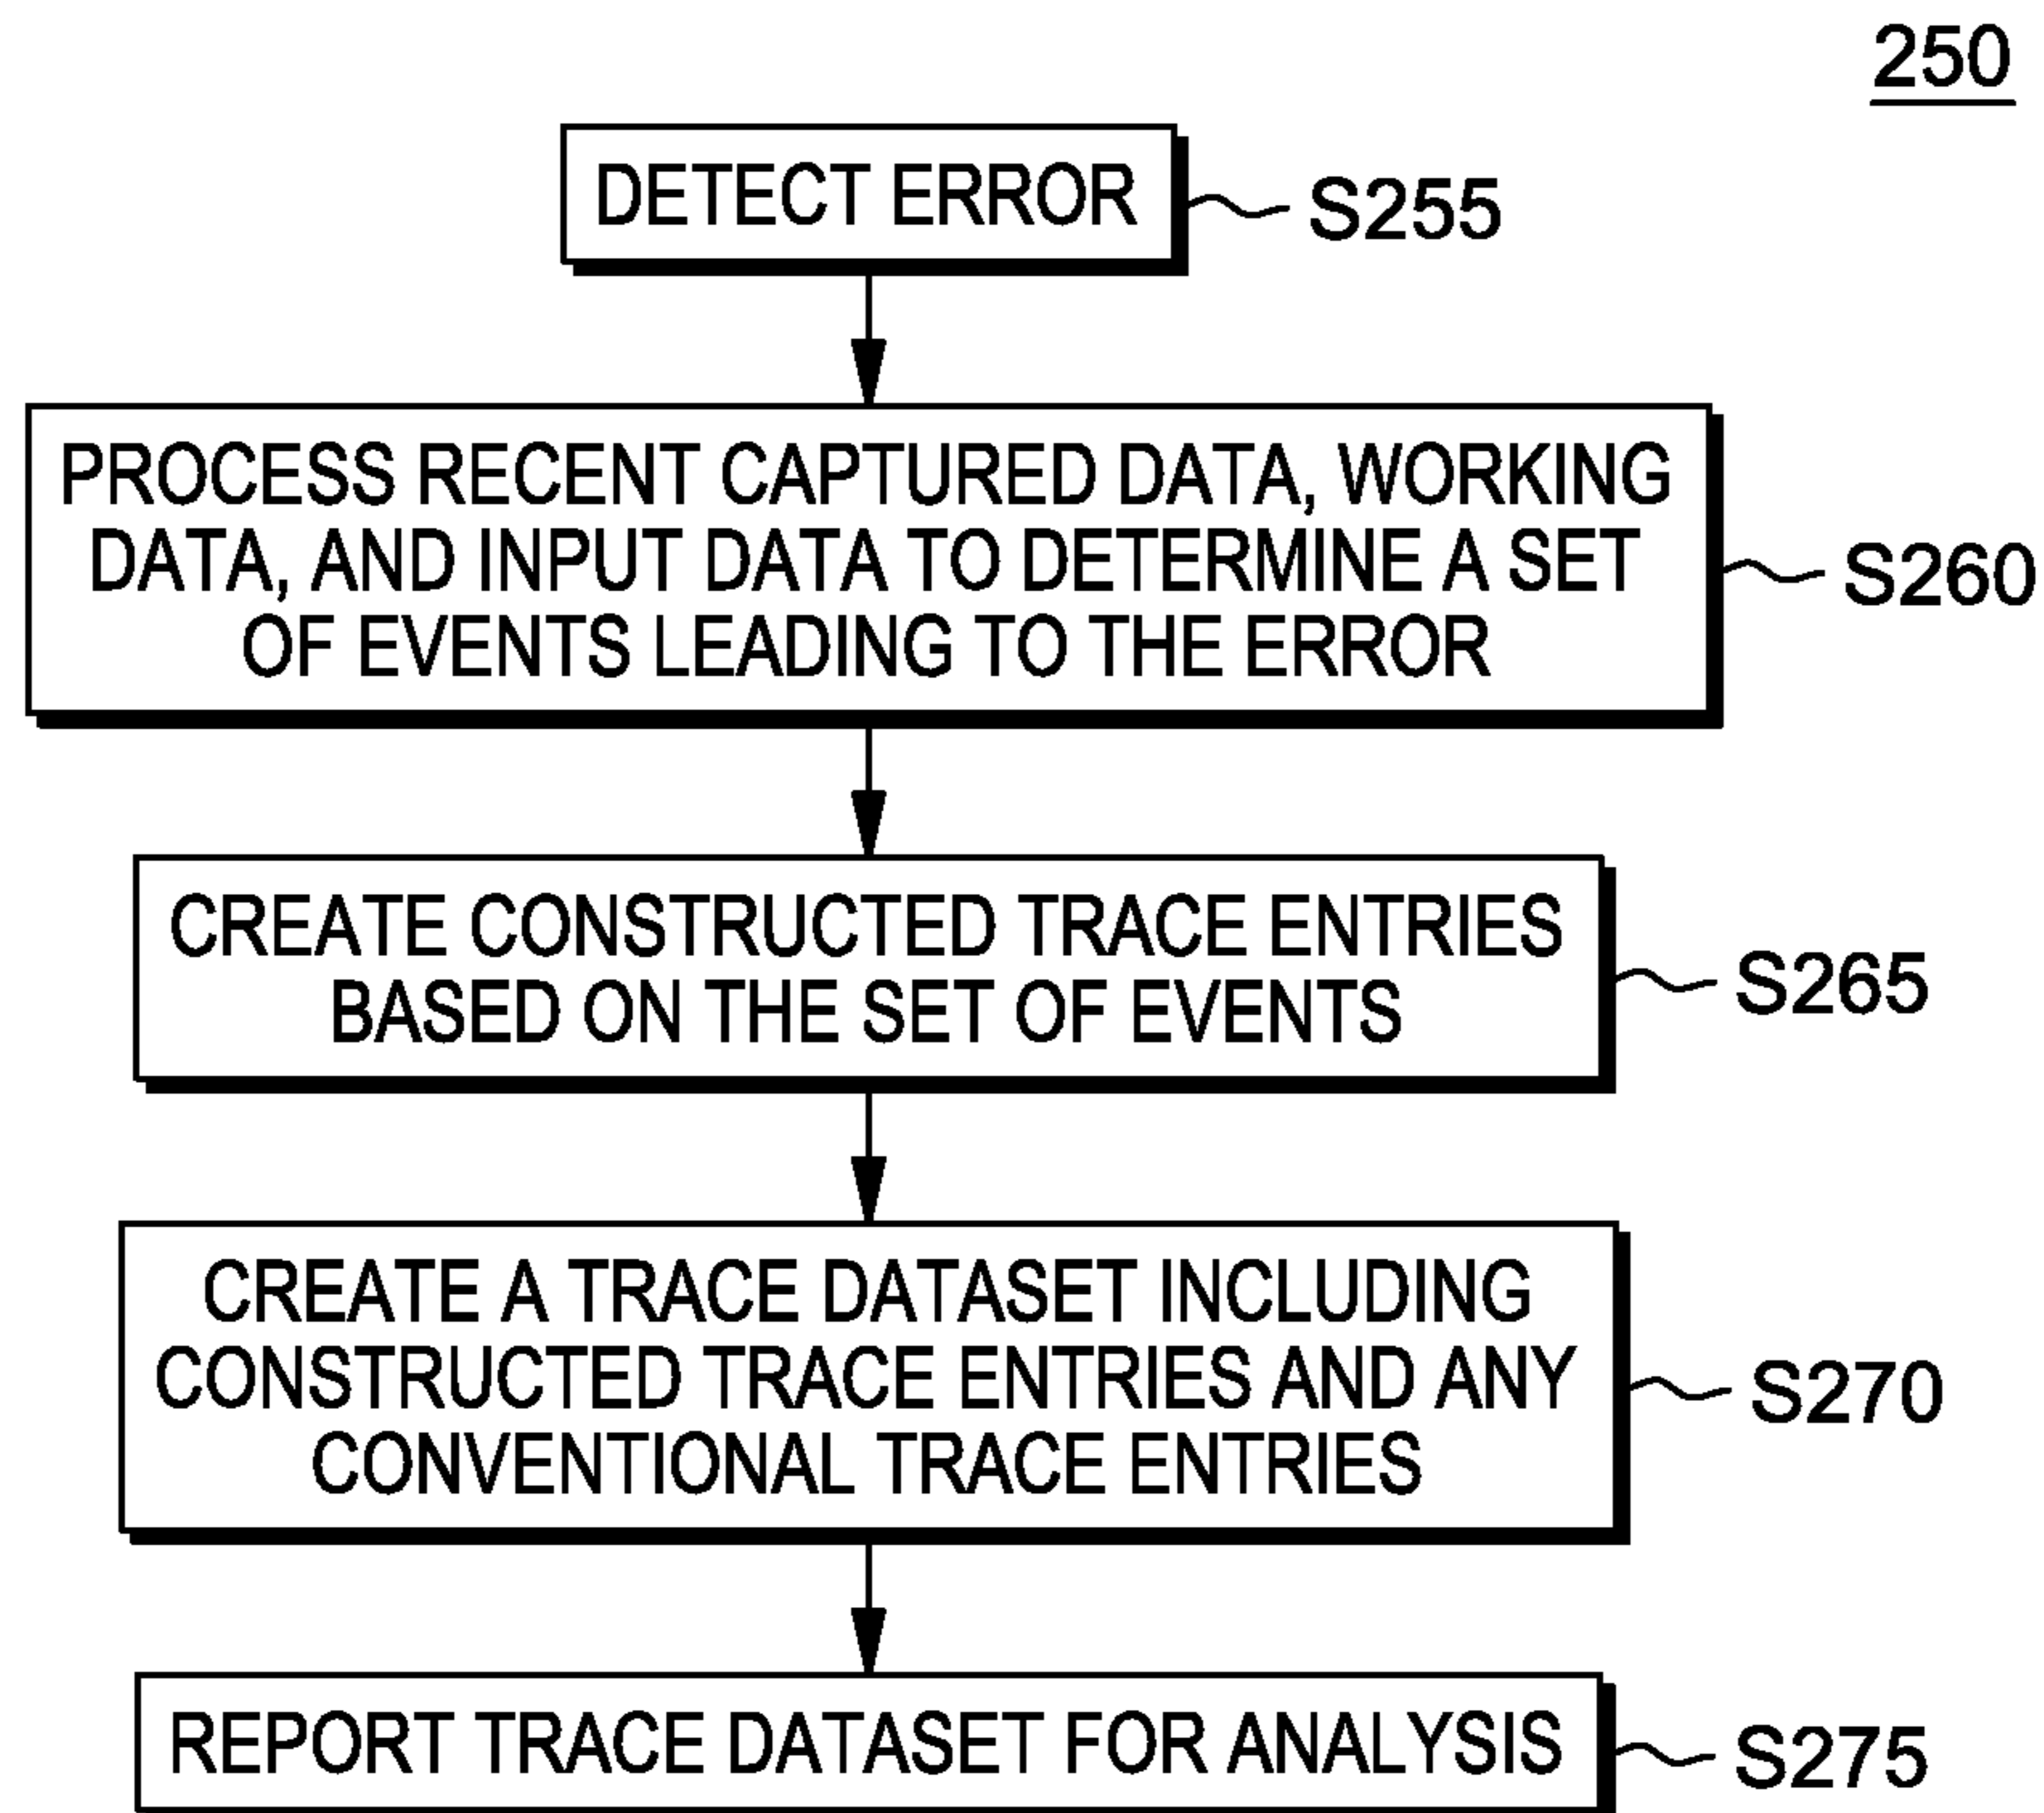 250
DETECT ERROR
S255
PROCESS RECENT CAPTURED DATA, WORKING
DATA, AND INPUT DATA TO DETERMINE A SET
OF EVENTS LEADING TO THE ERROR
S260
CREATE CONSTRUCTED TRACE ENTRIES
BASED ON THE SET OF EVENTS
S265
CREATE A TRACE DATASET INCLUDING
CONSTRUCTED TRACE ENTRIES AND ANY
CONVENTIONAL TRACE ENTRIES
S270
REPORT TRACE DATASET FOR ANALYSIS
S275